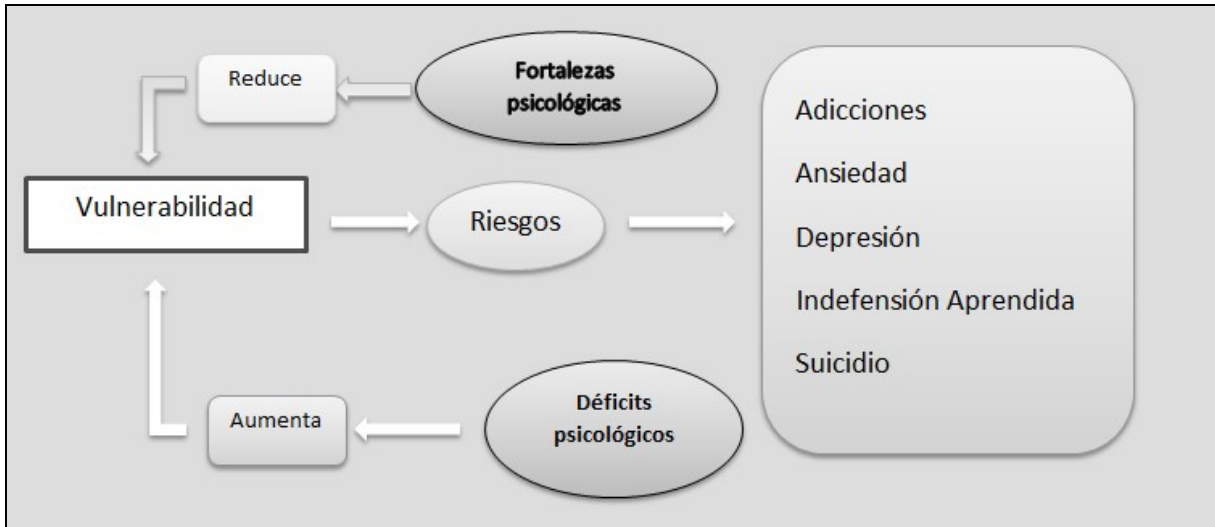 Reduce
Fortalezas
psicológicas
Vulnerabilidad
Riesgos
Adicciones
Ansiedad
Depresión
Indefensión Aprendida
Suicidio
Aumenta
Déficits
psicológicos